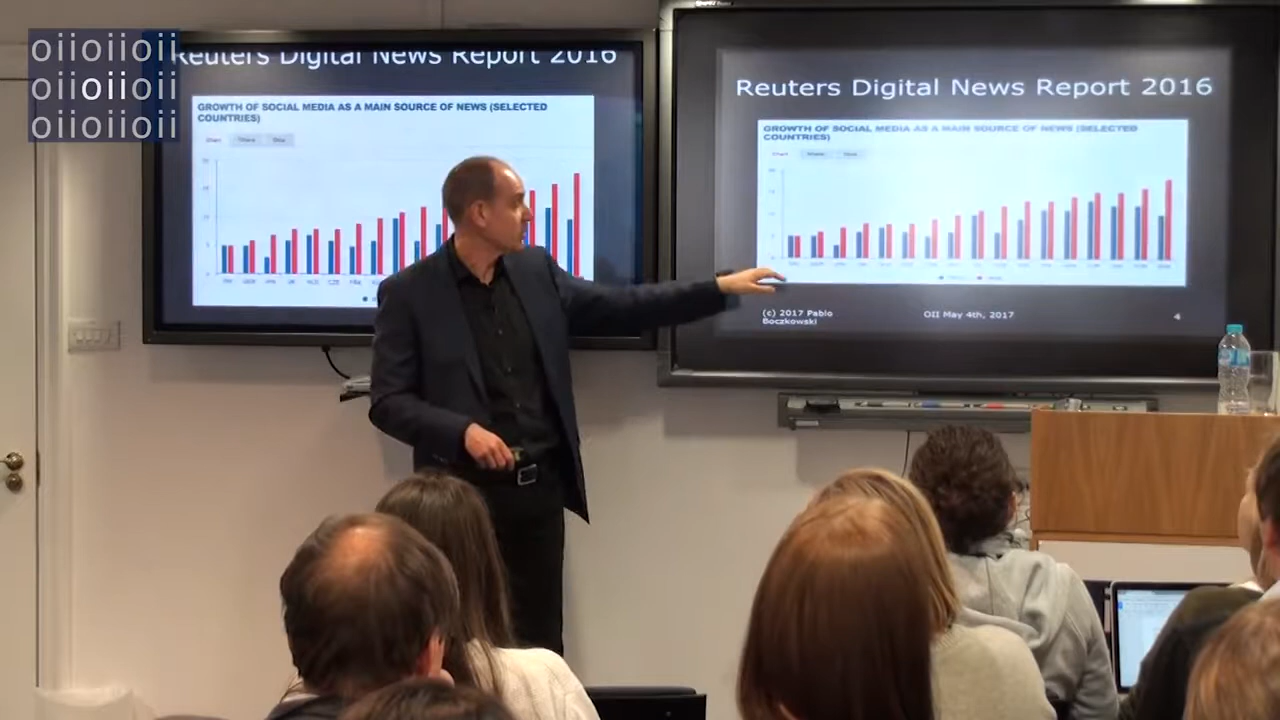 oiioiioii
oiioiioii
oiioiioii
Reuters Digital News Report 2016
GROWTH OF SOCIAL MEDIA AS A MAIN SOURCE OF NEWS (SELECTED
COUNTRIES)
Reuters Digital News Report 2016
GROWTH OF SOCIAL MEDIA AS A MAIN SOURCE OF NEWS (SELECTED
COUNTRIES)
(c) 2017 Pablo
Boczkowski
OII May 4th, 2017
4